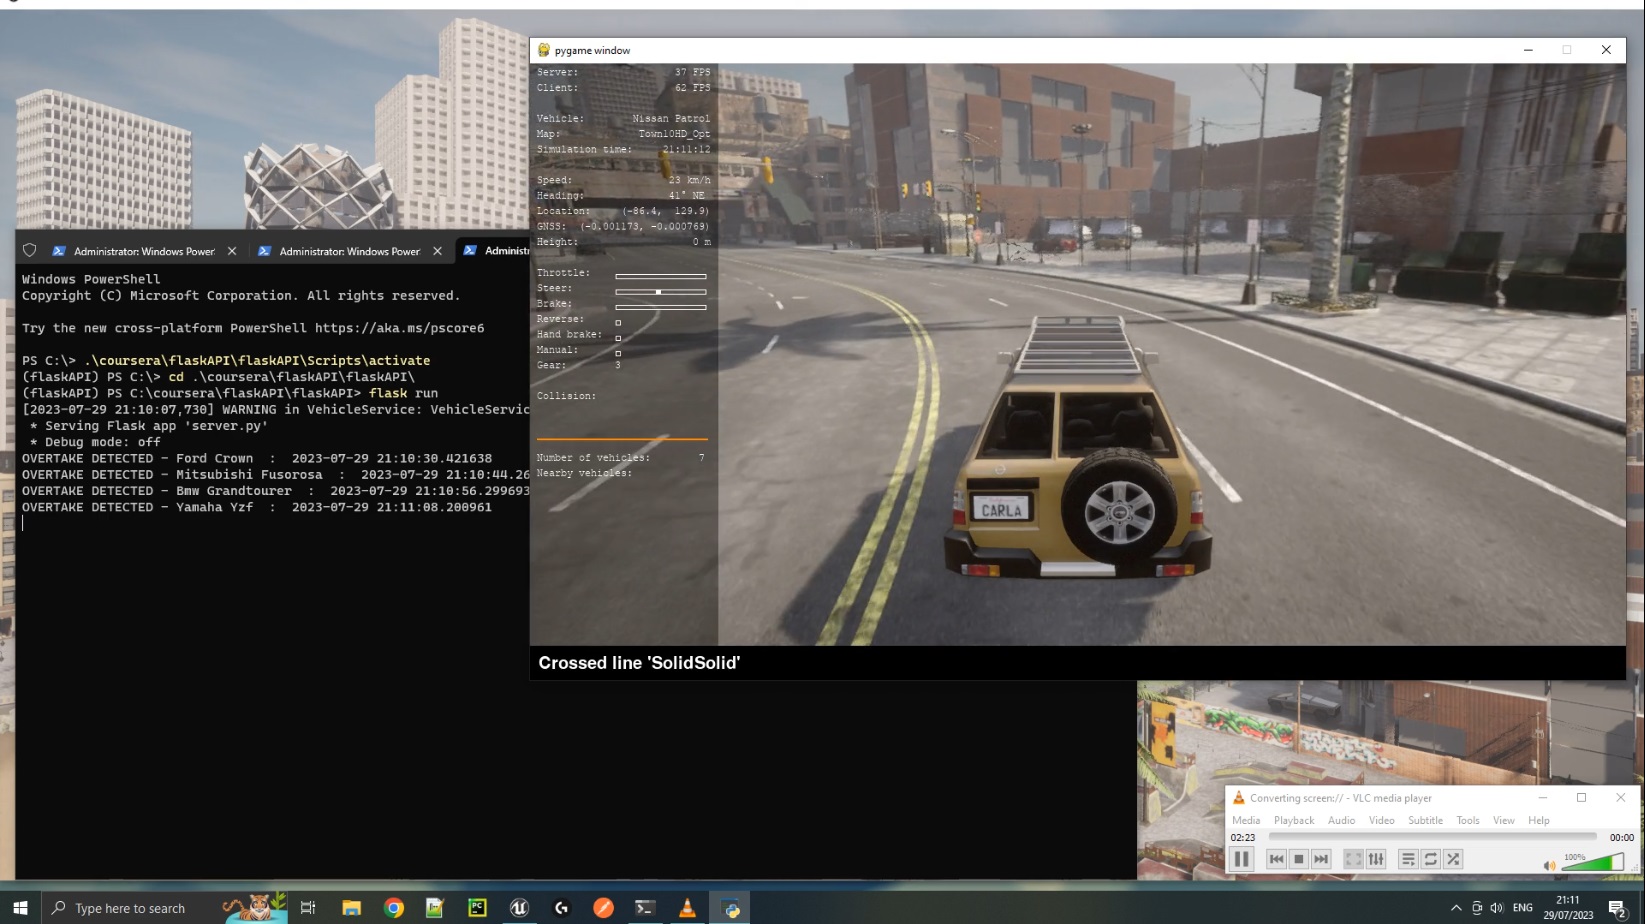 pygame window
Server: 37 FPS
Client: 62 FPS
Vehicle: Nissan Patrol
Map: Town10HD_Opt
Simulation time: 21:11:12
Speed: 23 km/h
Heading: 41° NE
Location: (-86.4, 129.9)
GNSS: (-0.001173, -0.000769)
Height: 0 m
Throttle:
Steer:
Brake:
Reverse:
Hand brake:
Manual:
Gear: 3
Collision:
Number of vehicles: 7
Nearby vehicles:
CARLA
Crossed line 'SolidSolid'
Administrator: Windows Power Administrator: Windows Power Administ
Windows PowerShell
Copyright (C) Microsoft Corporation. All rights reserved.
Try the new cross-platform PowerShell https://aka.ms/pscore6
PS C:\> .\coursera\flaskAPI\flaskAPI\Scripts\activate
(flaskAPI) PS C:\> cd .\coursera\flaskAPI\flaskAPI\
(flaskAPI) PS C:\coursera\flaskAPI\flaskAPI> flask run
[2023-07-29 21:10:07,730] WARNING in VehicleService: VehicleServic
* Serving Flask app 'server.py'
* Debug mode: off
OVERTAKE DETECTED - Ford Crown : 2023-07-29 21:10:30.421638
OVERTAKE DETECTED - Mitsubishi Fusorosa : 2023-07-29 21:10:44.26
OVERTAKE DETECTED - Bmw Grandtourer : 2023-07-29 21:10:56.299693
OVERTAKE DETECTED - Yamaha Yzf : 2023-07-29 21:11:08.200961
Converting screen:// - VLC media player
Media Playback Audio Video Subtitle Tools View Help
02:23 00:00
100%
Type here to search
PC
ENG
21:11
29/07/2023
2